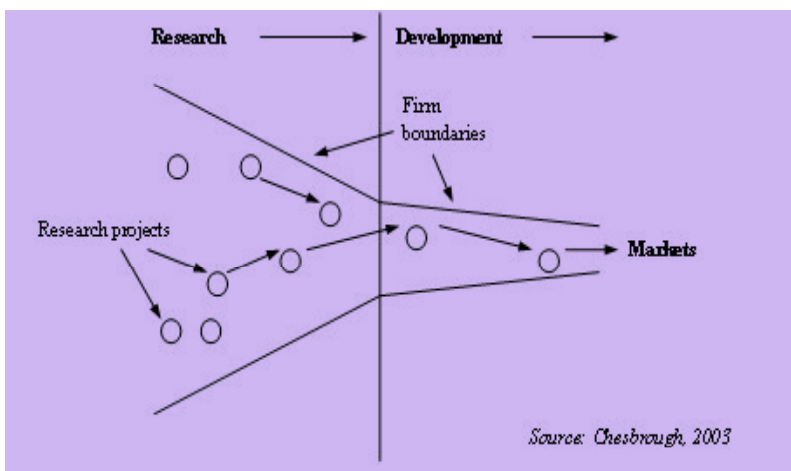 Research
Development
Firm
boundaries
Research projects
Markets
Source: Chesbrough, 2003